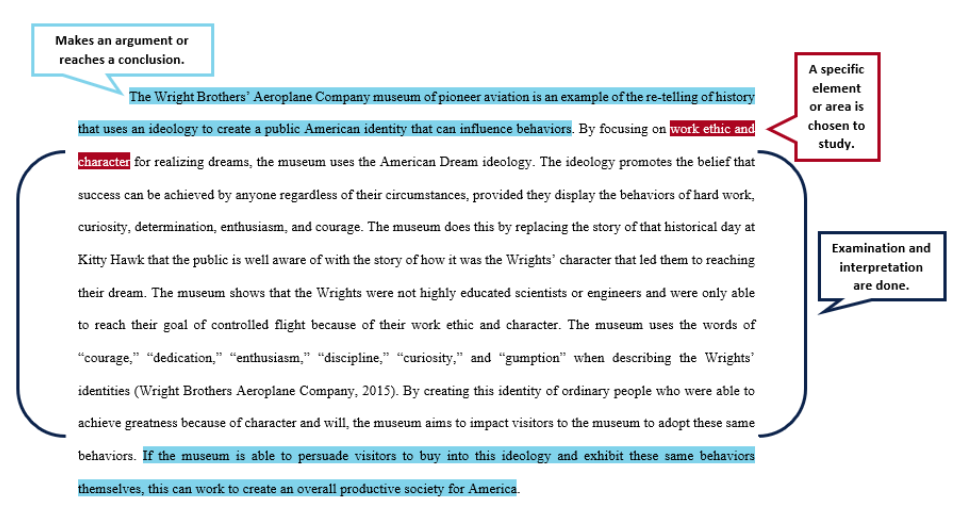 Makes an argument or
reaches a conclusion.
A specific
element
or area is
chosen to
study.
The Wright Brothers’ Aeroplane Company museum of pioneer aviation is an example of the re-telling of history
that uses an ideology to create a public American identity that can influence behaviors. By focusing on work ethic and
character for realizing dreams, the museum uses the American Dream ideology. The ideology promotes the belief that
success can be achieved by anyone regardless of their circumstances, provided they display the behaviors of hard work,
curiosity, determination, enthusiasm, and courage. The museum does this by replacing the story of that historical day at
Kitty Hawk that the public is well aware of with the story of how it was the Wrights’ character that led them to reaching
their dream. The museum shows that the Wrights were not highly educated scientists or engineers and were only able
to reach their goal of controlled flight because of their work ethic and character. The museum uses the words of
“courage,” “dedication,” “enthusiasm,” “discipline,” “curiosity,” and “gumption” when describing the Wrights’
identities (Wright Brothers Aeroplane Company, 2015). By creating this identity of ordinary people who were able to
achieve greatness because of character and will, the museum aims to impact visitors to the museum to adopt these same
behaviors. If the museum is able to persuade visitors to buy into this ideology and exhibit these same behaviors
themselves, this can work to create an overall productive society for America.
Examination and
interpretation
are done.